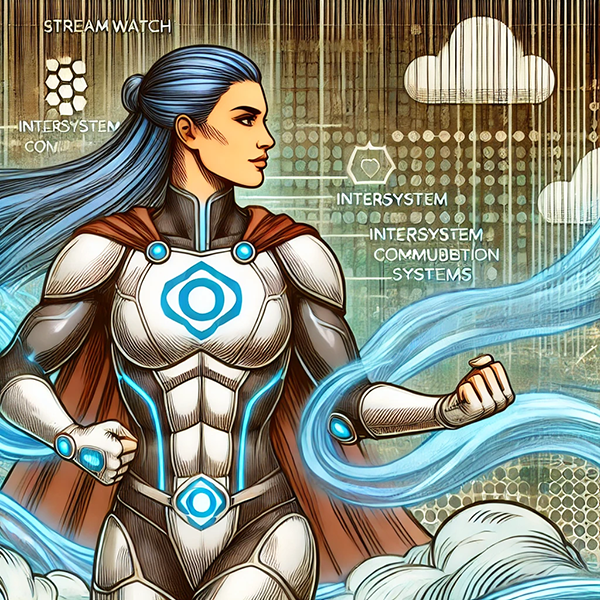 STREAM WATCH
INTERSYSTEM
CON
INTERSYSTEM
INTERSYSTEM
COMMUDBTION
SYSTEMS